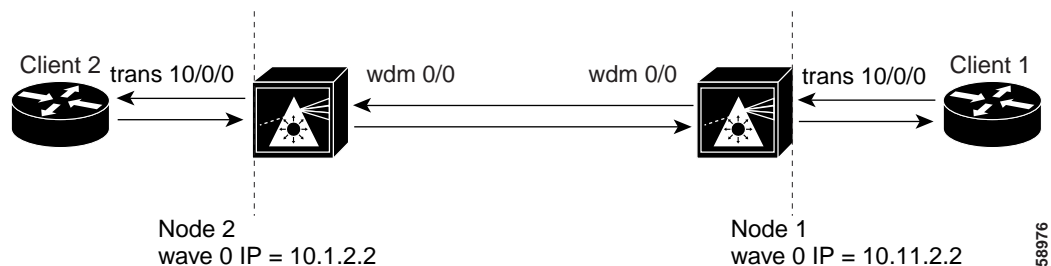 Client 2
trans 10/0/0
wdm 0/0
wdm 0/0
trans 10/0/0
Client 1
Node 2
wave 0 IP = 10.1.2.2
Node 1
wave 0 IP = 10.11.2.2
58976